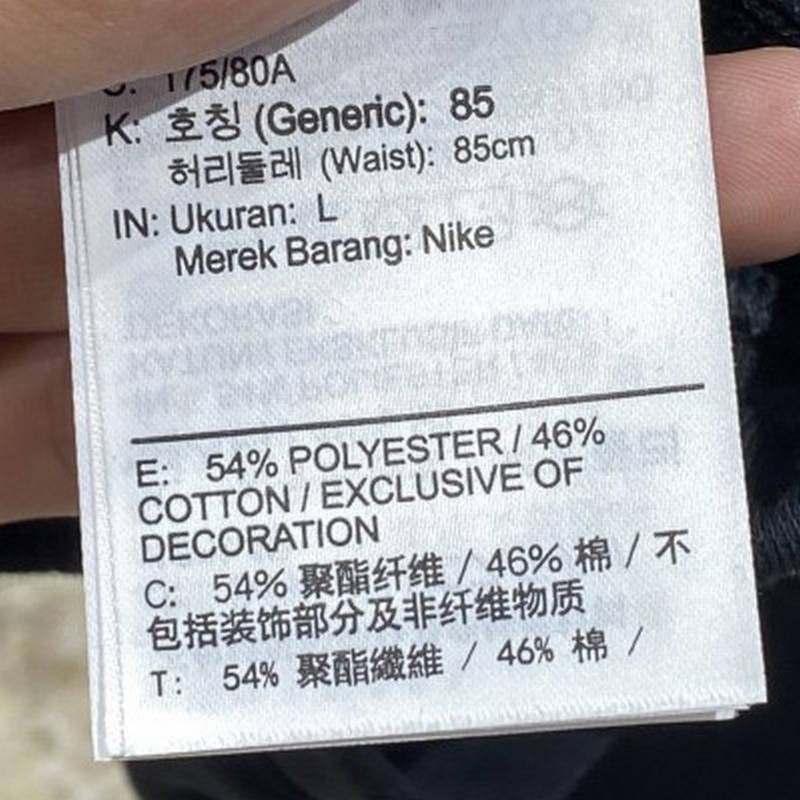 175/80A
K: 호칭 (Generic): 85
허리둘레 (Waist): 85cm
IN: Ukuran: L
Merek Barang: Nike
E: 54% POLYESTER / 46%
COTTON / EXCLUSIVE OF
DECORATION
C: 54% 聚酯纤维 / 46% 棉 / 不
包括装饰部分及非纤维物质
T: 54% 聚酯纖維 / 46% 棉 /